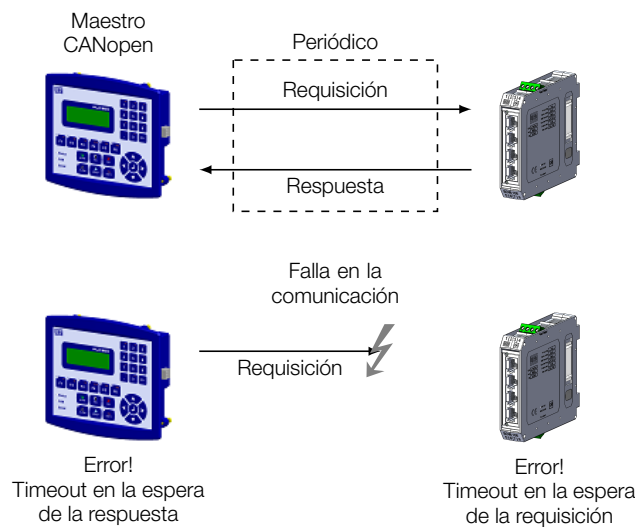 Maestro
CANopen
Periódico
Requisición
Respuesta
Falla en la
comunicación
Requisición
Error!
Timeout en la espera
de la respuesta
Error!
Timeout en la espera
de la requisición